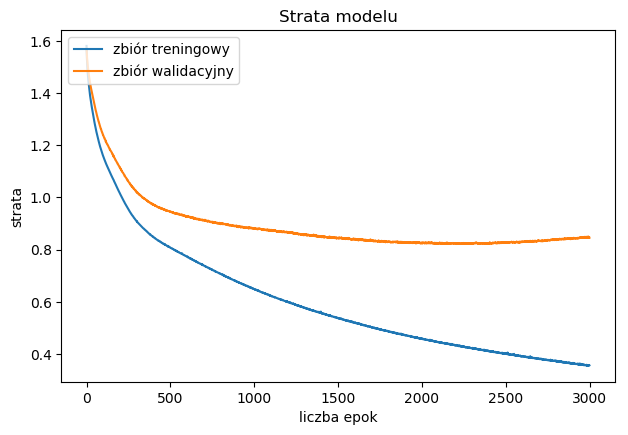 Strata modelu
zbiór treningowy
zbiór walidacyjny
strata
1.6
1.4
1.2
1.0
0.8
0.6
0.4
0
500
1000
1500
2000
2500
3000
liczba epok